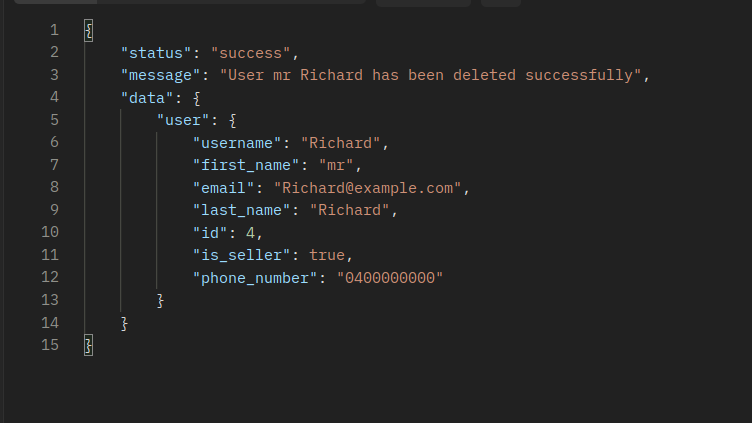 1 {
2 "status": "success",
3 "message": "User mr Richard has been deleted successfully",
4 "data": {
5 "user": {
6 "username": "Richard",
7 "first_name": "mr",
8 "email": "Richard@example.com",
9 "last_name": "Richard",
10 "id": 4,
11 "is_seller": true,
12 "phone_number": "0400000000"
13 }
14 }
15 }